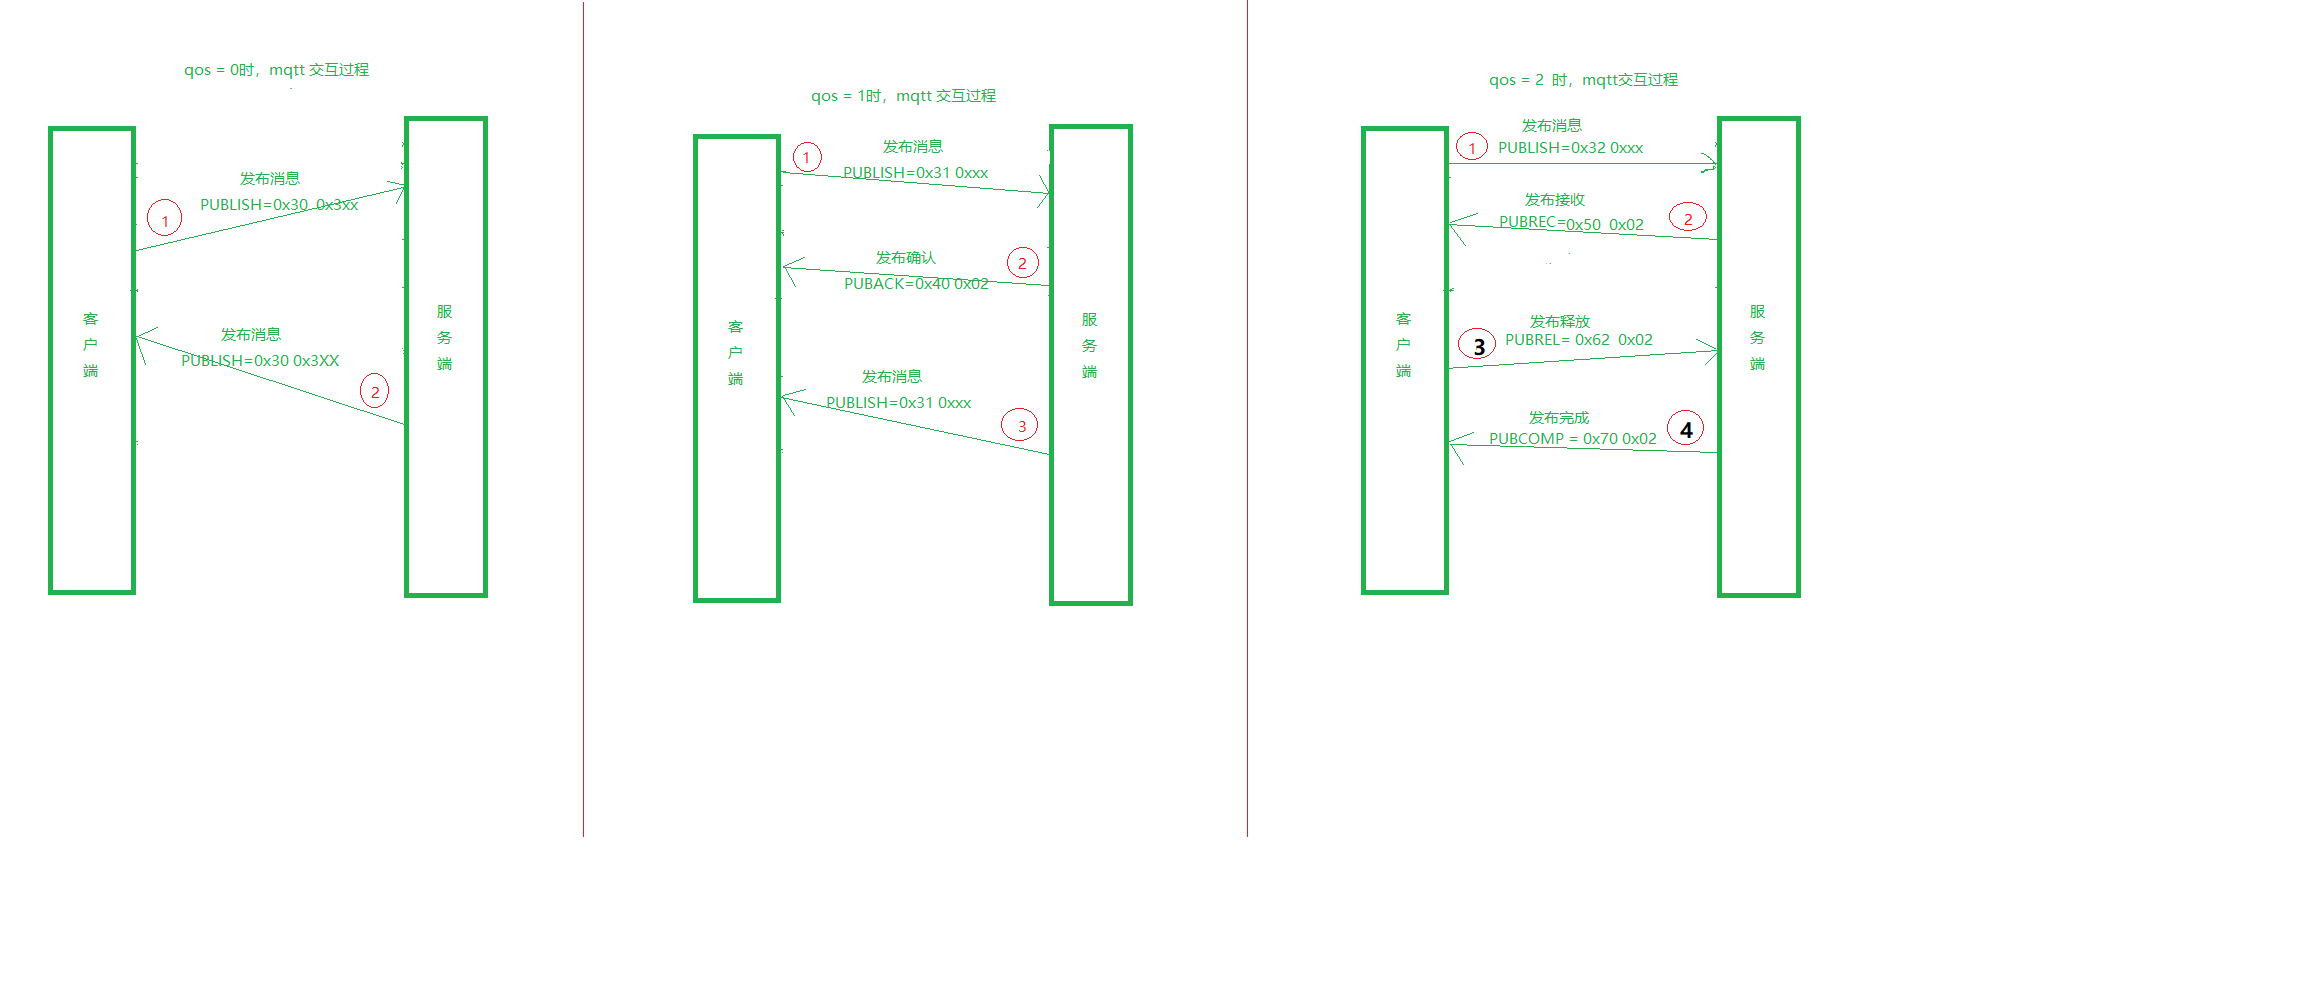 qos = 0时，mqtt 交互过程
发布消息
PUBLISH=0x30  0x3xx
1
客
户
端
服
务
端
发布消息
PUBLISH=0x30 0x3XX
2
qos = 1时，mqtt 交互过程
1
发布消息
PUBLISH=0x31 0xxx
发布确认
2
PUBACK=0x40 0x02
客
户
端
服
务
端
发布消息
PUBLISH=0x31 0xxx
3
qos = 2  时，mqtt交互过程
发布消息
1
PUBLISH=0x32 0xxx
发布接收
PUBREC=0x50  0x02
2
客
户
端
服
务
端
发布释放
PUBREL= 0x62  0x02
3
发布完成
PUBCOMP = 0x70 0x02
4